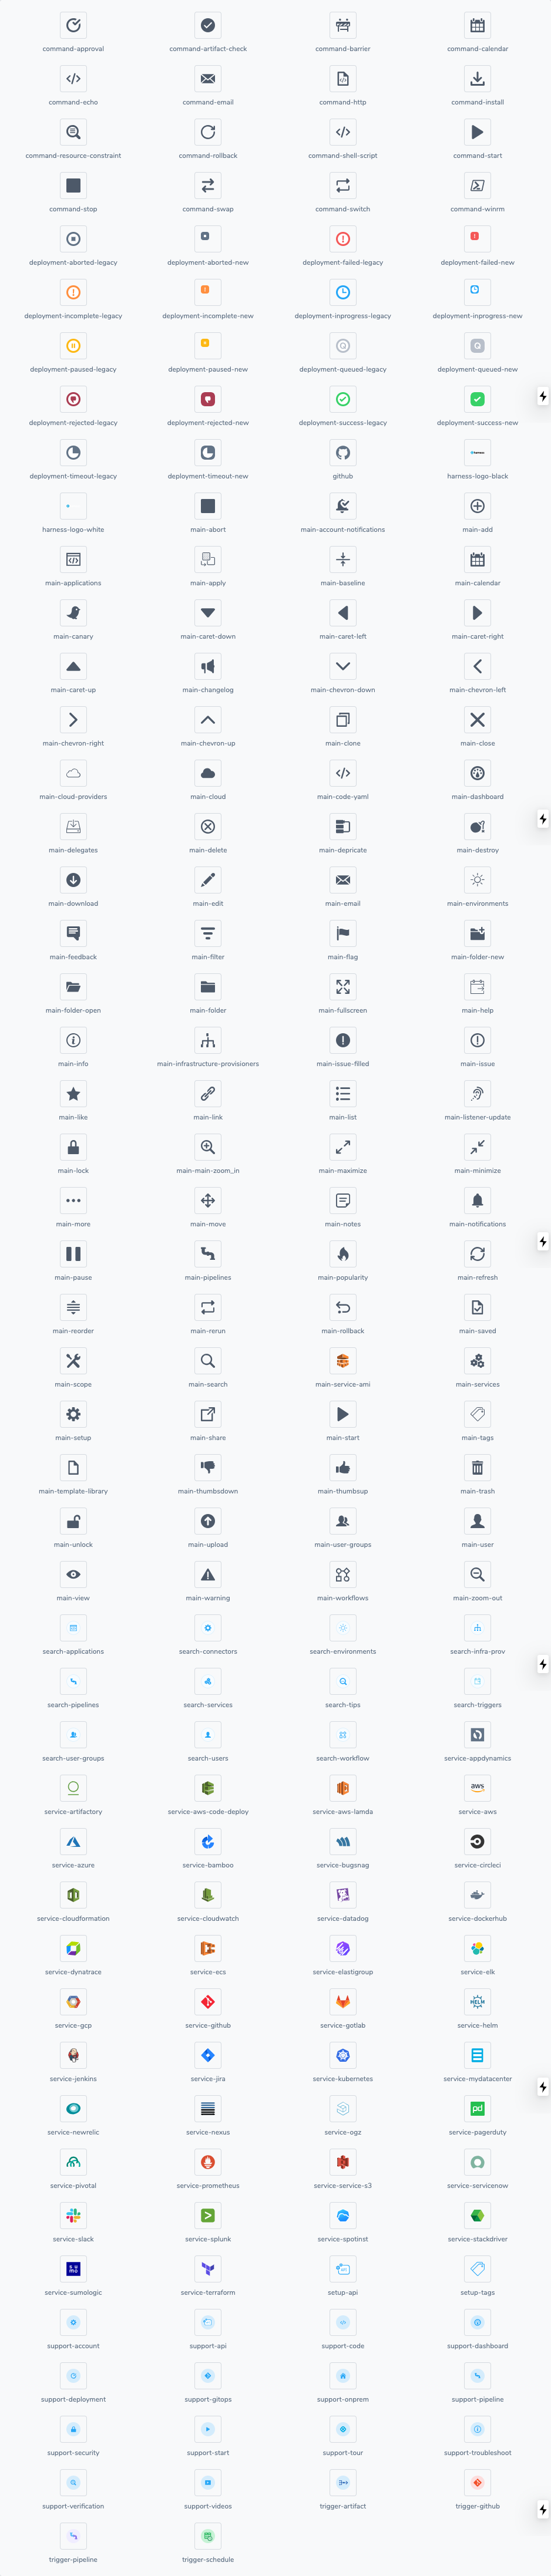 command-approval command-artifact-check command-barrier command-calendar
command-echo command-email command-http command-install
command-resource-constraint command-rollback command-shell-script command-start
command-stop command-swap command-switch command-winrm
deployment-aborted-legacy deployment-aborted-new deployment-failed-legacy deployment-failed-new
deployment-incomplete-legacy deployment-incomplete-new deployment-inprogress-legacy deployment-inprogress-new
deployment-paused-legacy deployment-paused-new deployment-queued-legacy deployment-queued-new
deployment-rejected-legacy deployment-rejected-new deployment-success-legacy deployment-success-new
deployment-timeout-legacy deployment-timeout-new github harness-logo-black
harness-logo-white main-abort main-account-notifications main-add
main-applications main-apply main-baseline main-calendar
main-canary main-caret-down main-caret-left main-caret-right
main-caret-up main-changelog main-chevron-down main-chevron-left
main-chevron-right main-chevron-up main-clone main-close
main-cloud-providers main-cloud main-code-yaml main-dashboard
main-delegates main-delete main-depricate main-destroy
main-download main-edit main-email main-environments
main-feedback main-filter main-flag main-folder-new
main-folder-open main-folder main-fullscreen main-help
main-info main-infrastructure-provisioners main-issue-filled main-issue
main-like main-link main-list main-listener-update
main-lock main-main-zoom_in main-maximize main-minimize
main-more main-move main-notes main-notifications
main-pause main-pipelines main-popularity main-refresh
main-reorder main-rerun main-rollback main-saved
main-scope main-search main-service-ami main-services
main-setup main-share main-start main-tags
main-template-library main-thumbsdown main-thumbsup main-trash
main-unlock main-upload main-user-groups main-user
main-view main-warning main-workflows main-zoom-out
search-applications search-connectors search-environments search-infra-prov
search-pipelines search-services search-tips search-triggers
search-user-groups search-users search-workflow service-appdynamics
aws
service-artifactory service-aws-code-deploy service-aws-lamda service-aws
service-azure service-bamboo service-bugsnag service-circleci
service-cloudformation service-cloudwatch service-datadog service-dockerhub
service-dynatrace service-ecs service-elastigroup service-elk
HELM
service-gcp service-github service-gotlab service-helm
service-jenkins service-jira service-kubernetes service-mydatacenter
pd
service-newrelic service-nexus service-ogz service-pagerduty
service-pivotal service-prometheus service-service-s3 service-servicenow
service-slack service-splunk service-spotinst service-stackdriver
su
mo
service-sumologic service-terraform setup-api setup-tags
support-account support-api support-code support-dashboard
support-deployment support-gitops support-onprem support-pipeline
support-security support-start support-tour support-troubleshoot
support-verification support-videos trigger-artifact trigger-github
trigger-pipeline trigger-schedule